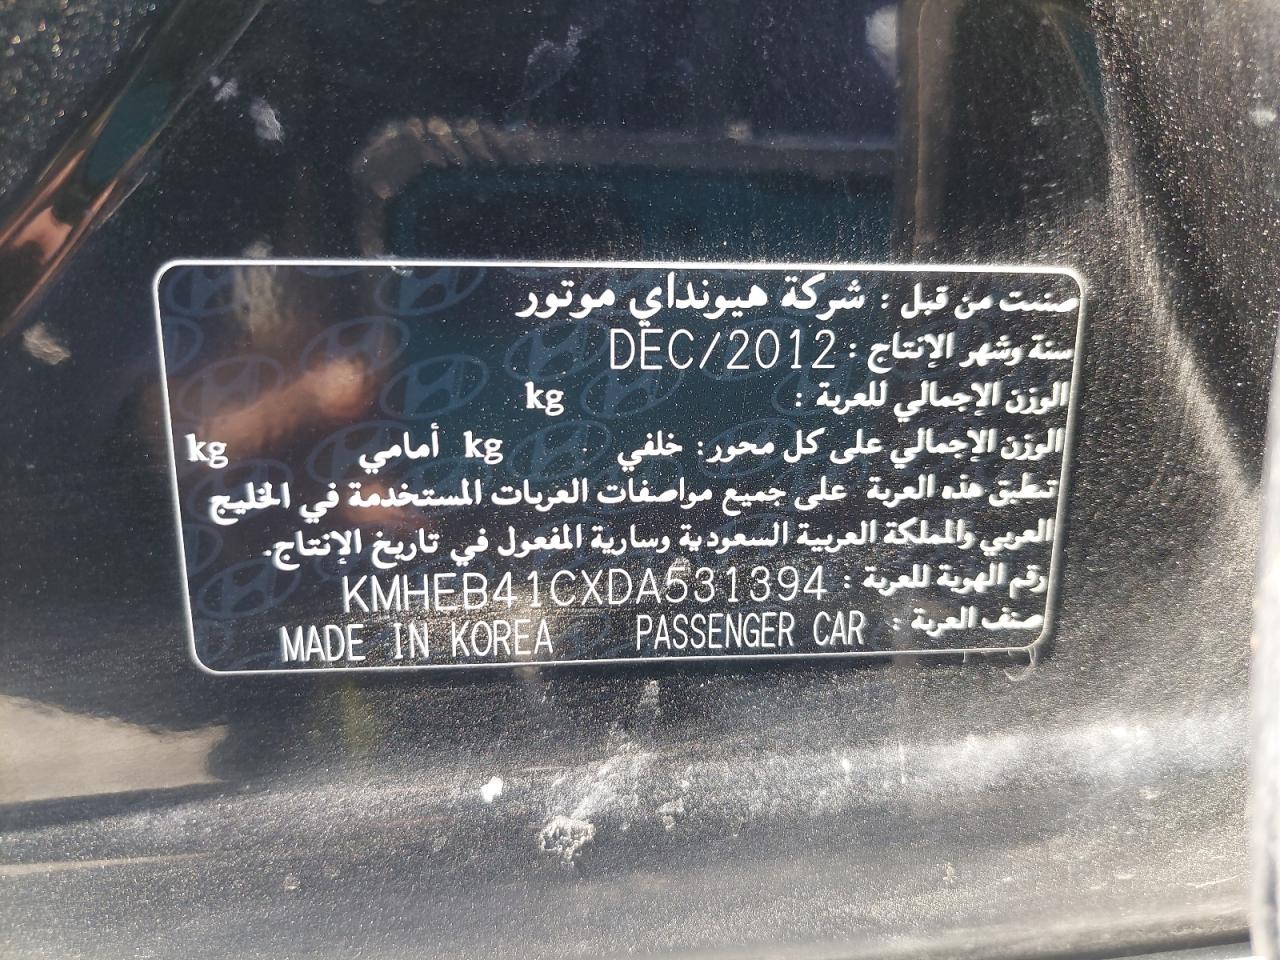 صنعت من قبل : شركة هيونداي موتور
سنة وشهر الإنتاج : DEC/2012
الوزن الإجمالي للعربة : kg
الوزن الإجمالي على كل محور: خلفي kg أمامي kg
تنطبق هذه العربة على جميع مواصفات العربات المستخدمة في الخليج
العربي والمملكة العربية السعودية وسارية المفعول في تاريخ الإنتاج.
رقم الهوية للعربة : KMHEB41CXDA531394
صنف العربة : PASSENGER CAR MADE IN KOREA